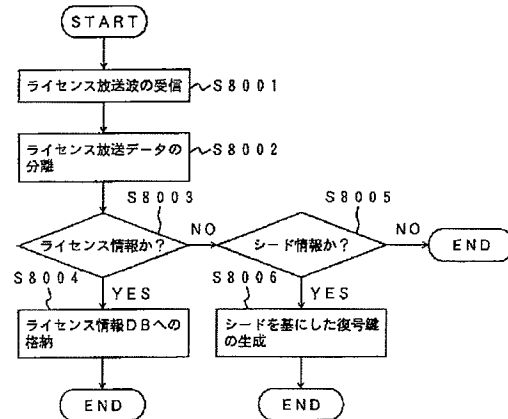 START
ライセンス放送波の受信
S8001
ライセンス放送データの
分離
S8002
S8003
ライセンス情報か?
NO
S8005
シード情報か?
NO
END
S8004
YES
ライセンス情報DBへの
格納
END
S8006
YES
シードを基にした復号鍵
の生成
END